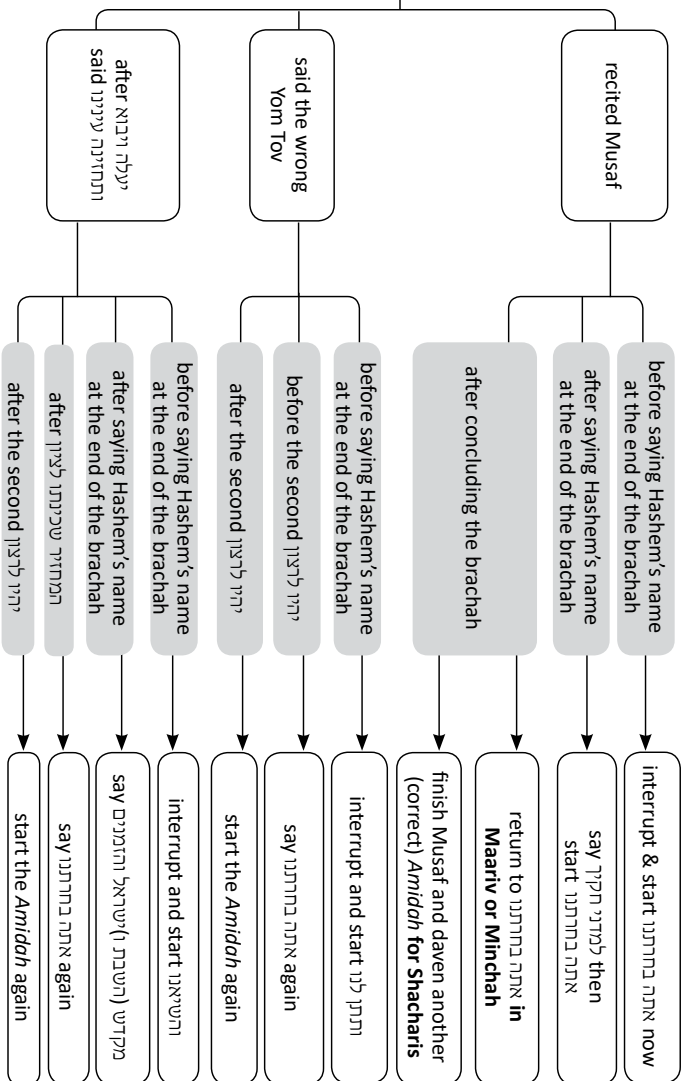 recited Musaf
before saying Hashem's name
at the end of the brachah
interrupt & start אתה בחרתנו now
after saying Hashem's name
at the end of the brachah
say למדני חקיך then
start אתה בחרתנו
after concluding the brachah
return to אתה בחרתנו in
Maariv or Minchah
finish Musaf and daven another
(correct) Amidah for Shacharis
said the wrong
Yom Tov
before saying Hashem's name
at the end of the brachah
interrupt and start ותתן לנו
before the second יהיו לרצון
say אתה בחרתנו again
after the second יהיו לרצון
start the Amidah again
after יעלה ויבוא
said ותחזינה עינינו
before saying Hashem's name
at the end of the brachah
interrupt and start והשיאנו
after saying Hashem's name
at the end of the brachah
say מקדש (השבת ו)ישראל והזמנים
after המחזיר שכינתו לציון
say אתה בחרתנו again
after the second יהיו לרצון
start the Amidah again